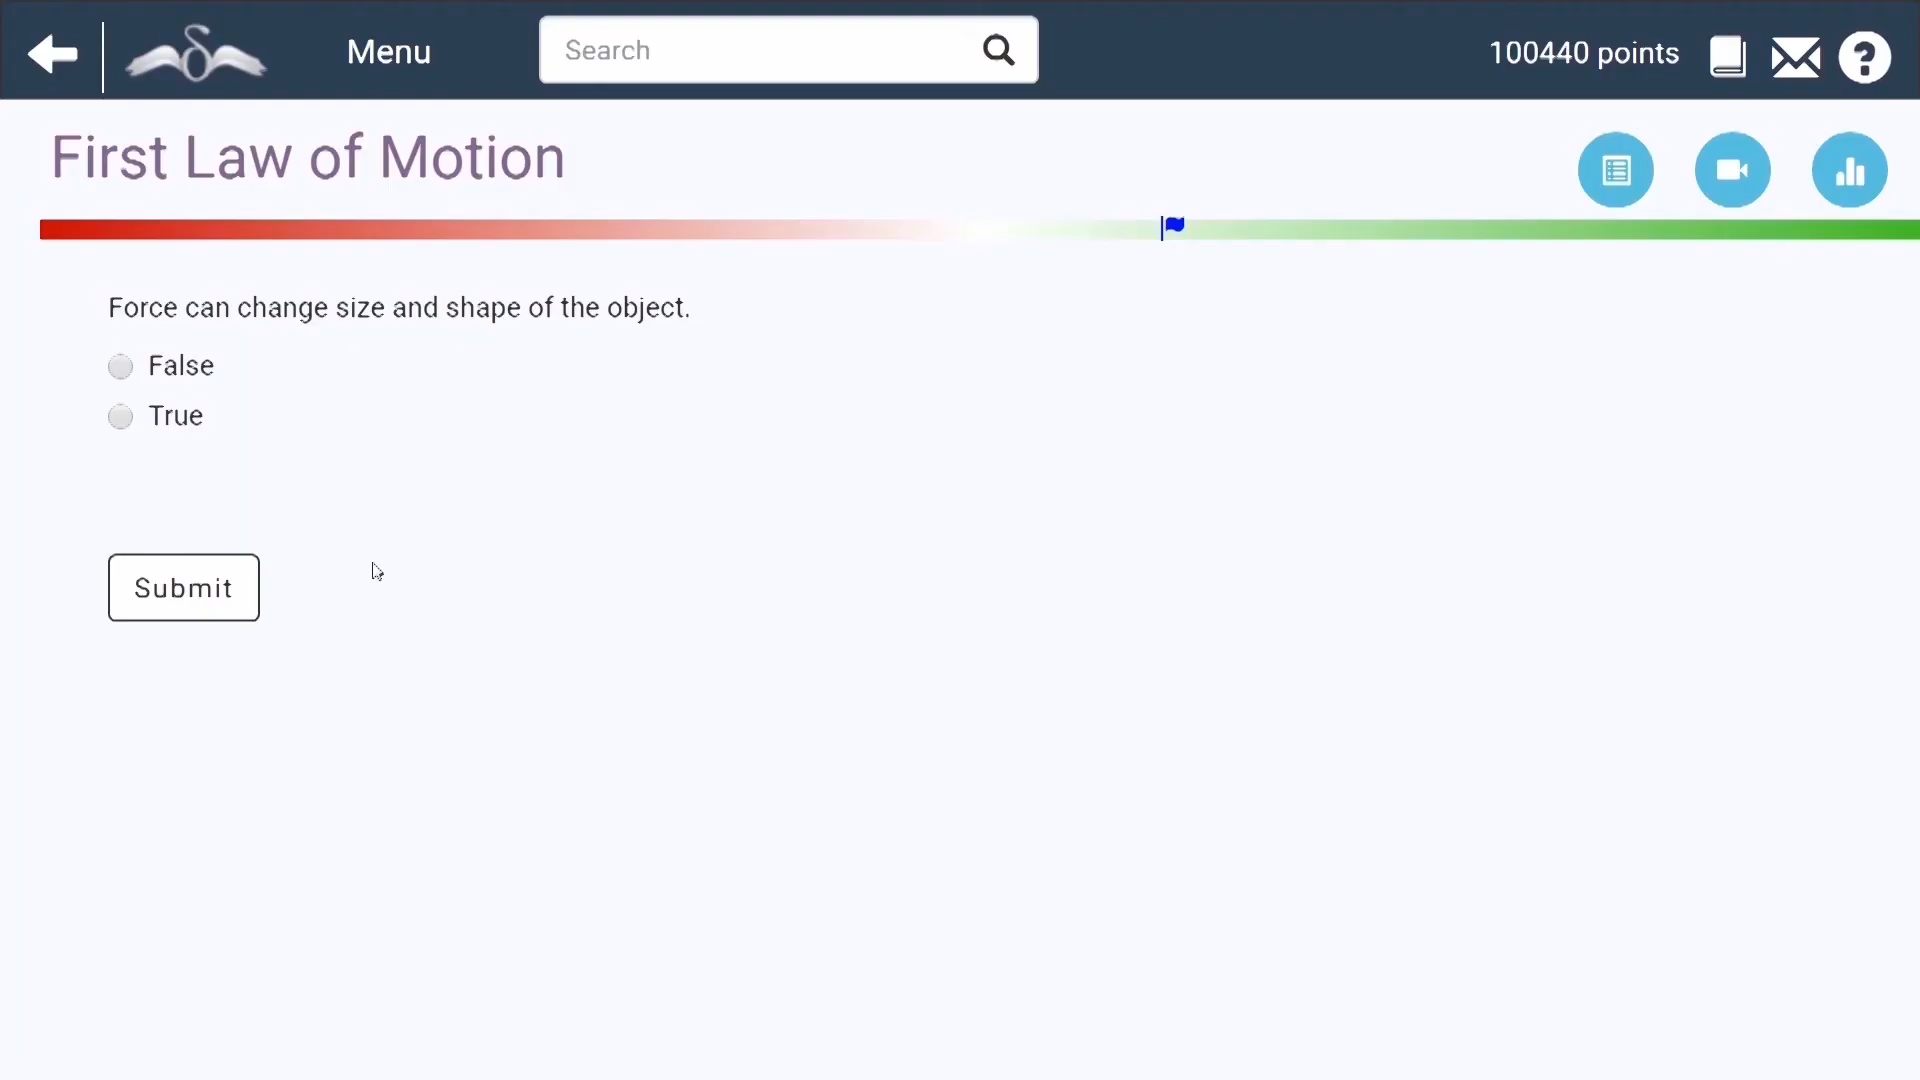 Menu
Search
100440 points
First Law of Motion
Force can change size and shape of the object.
False
True
Submit